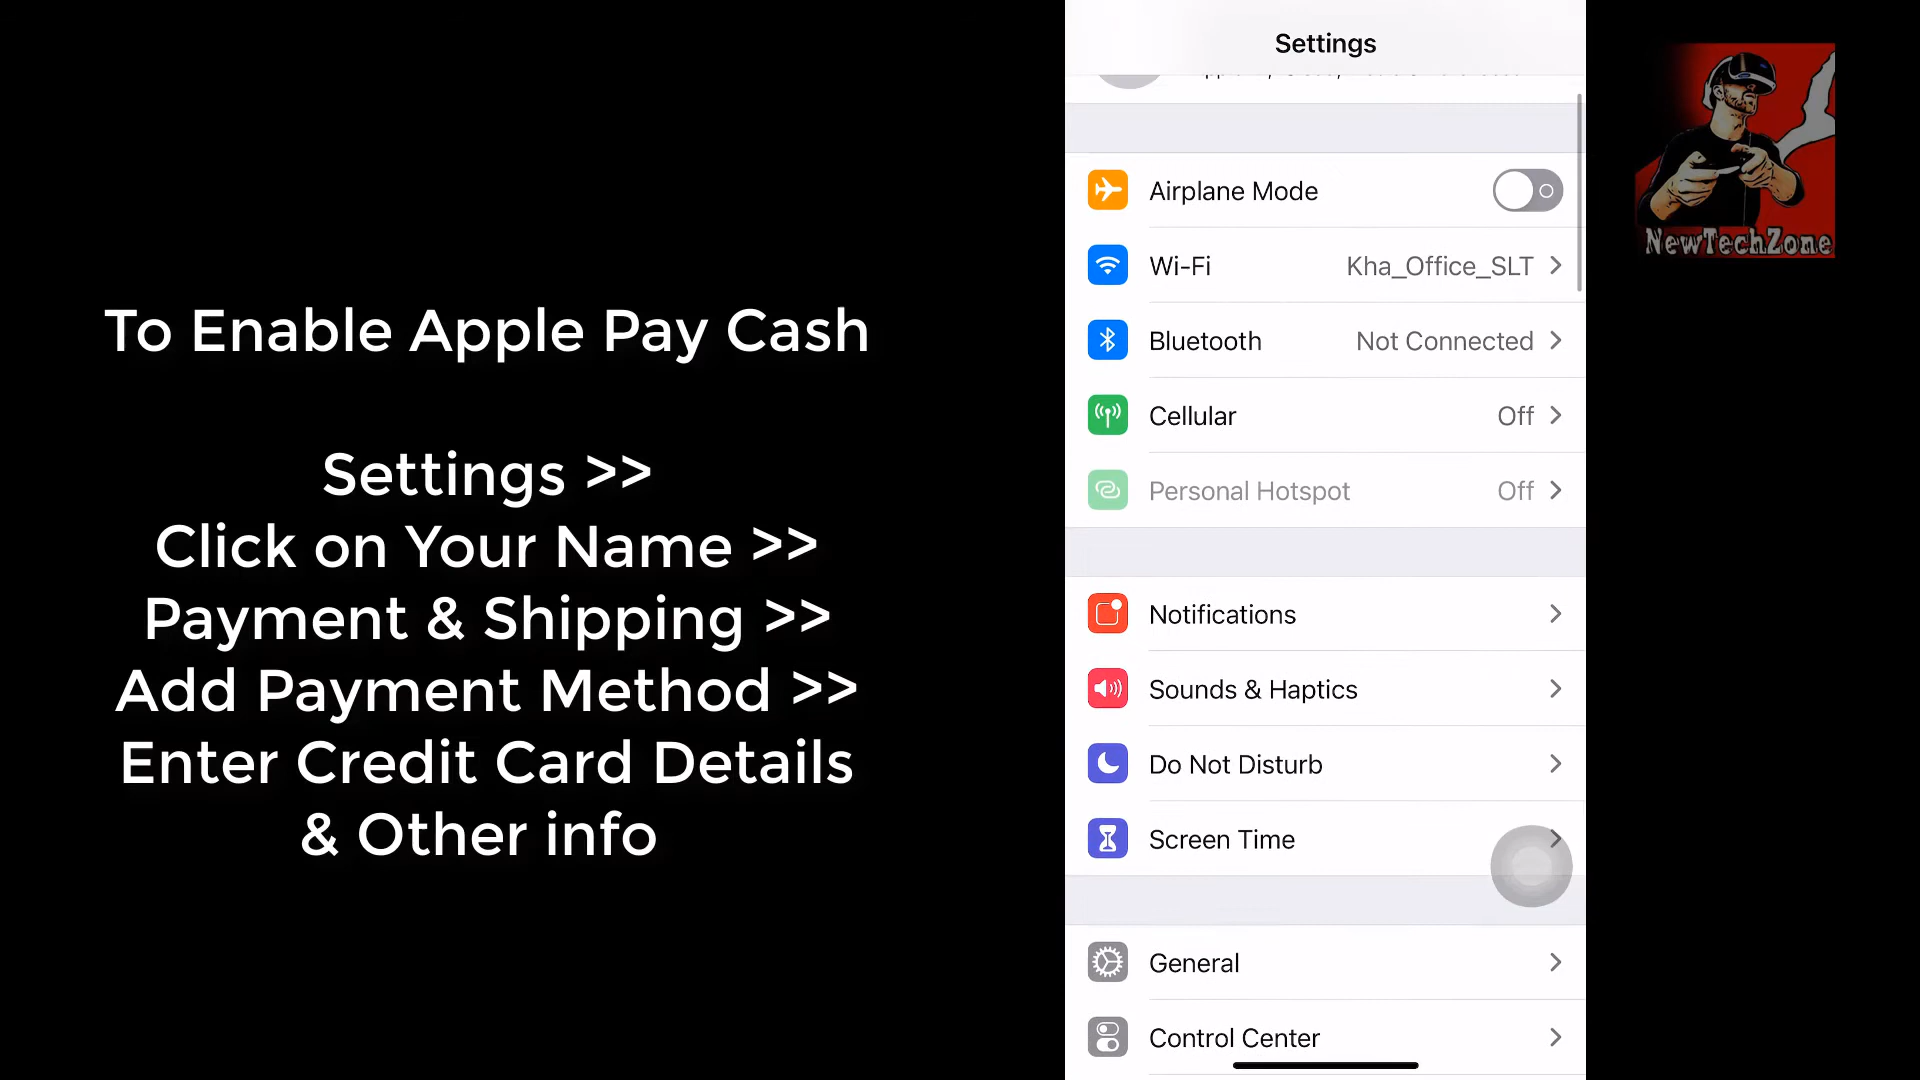 To Enable Apple Pay Cash
Settings >>
Click on Your Name >>
Payment & Shipping >>
Add Payment Method >>
Enter Credit Card Details
& Other info
Settings
Airplane Mode
Wi-Fi Kha_Office_SLT
Bluetooth Not Connected
Cellular Off
Personal Hotspot Off
Notifications
Sounds & Haptics
Do Not Disturb
Screen Time
General
Control Center
NewTechZone